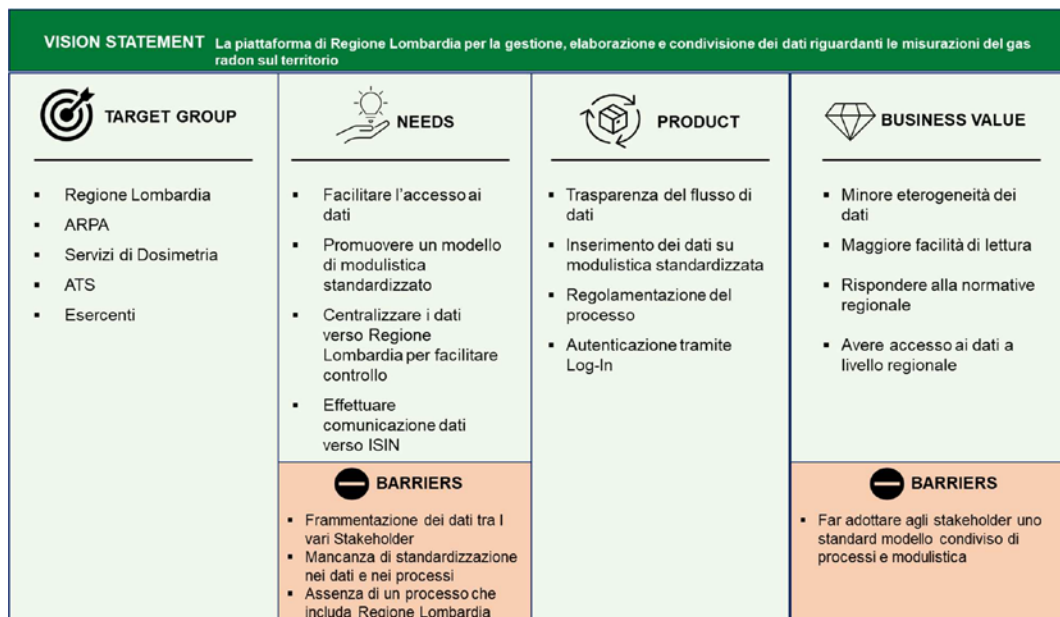 VISION STATEMENT La piattaforma di Regione Lombardia per la gestione, elaborazione e condivisione dei dati riguardanti le misurazioni del gas
radon sul territorio
TARGET GROUP
▪ Regione Lombardia
▪ ARPA
▪ Servizi di Dosimetria
▪ ATS
▪ Esercenti
NEEDS
▪ Facilitare l'accesso ai
dati
▪ Promuovere un modello
di modulistica
standardizzato
▪ Centralizzare i dati
verso Regione
Lombardia per facilitare
controllo
▪ Effettuare
comunicazione dati
verso ISIN
BARRIERS
▪ Frammentazione dei dati tra I
vari Stakeholder
▪ Mancanza di standardizzazione
nei dati e nei processi
▪ Assenza di un processo che
includa Regione Lombardia
PRODUCT
▪ Trasparenza del flusso di
dati
▪ Inserimento dei dati su
modulistica standardizzata
▪ Regolamentazione del
processo
▪ Autenticazione tramite
Log-In
BUSINESS VALUE
▪ Minore eterogeneità dei
dati
▪ Maggiore facilità di lettura
▪ Rispondere alla normative
regionale
▪ Avere accesso ai dati a
livello regionale
BARRIERS
▪ Far adottare agli stakeholder uno
standard modello condiviso di
processi e modulistica